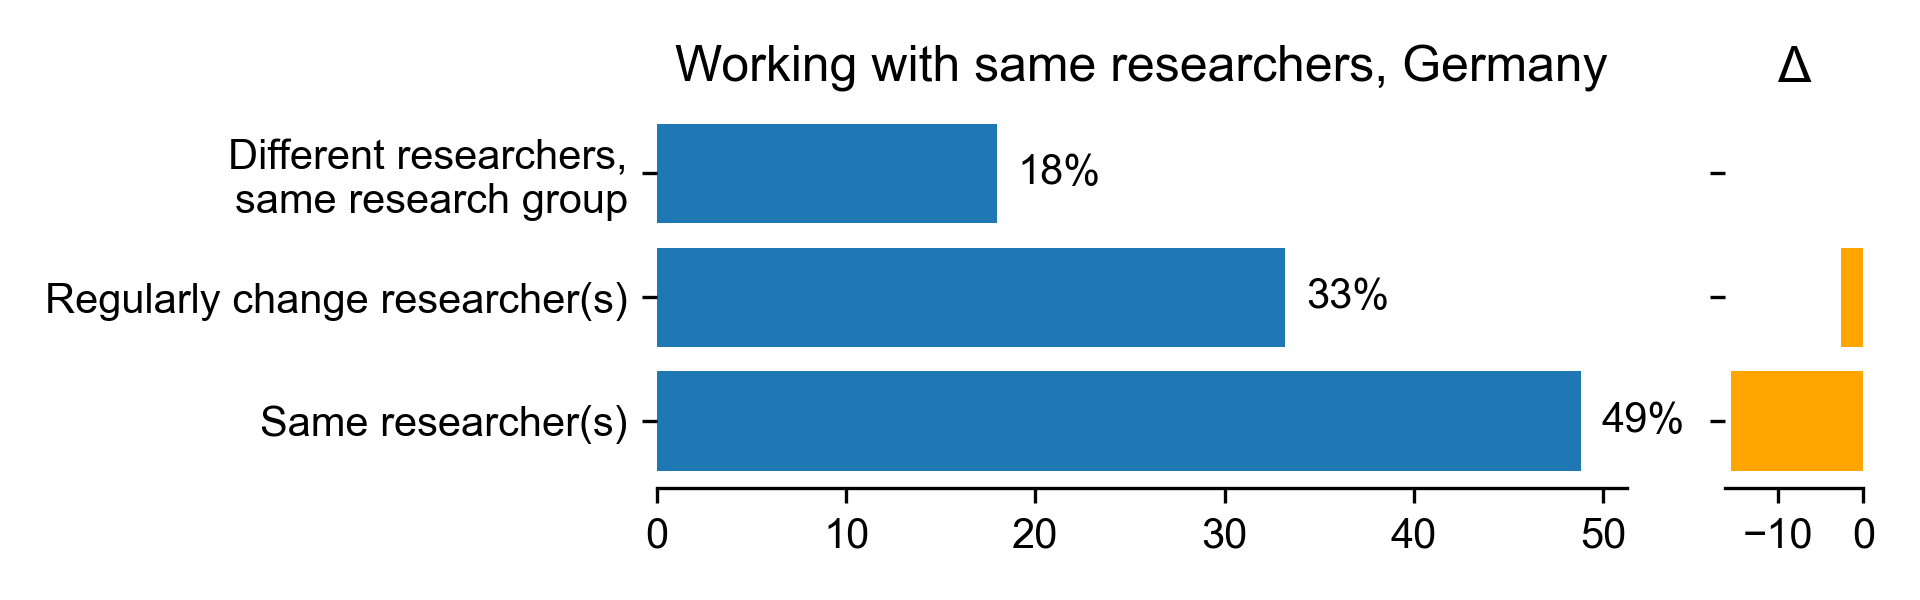 Working with same researchers, Germany
Δ
Different researchers,
same research group
18%
Regularly change researcher(s)
33%
Same researcher(s)
49%
0 10 20 30 40 50
−10 0